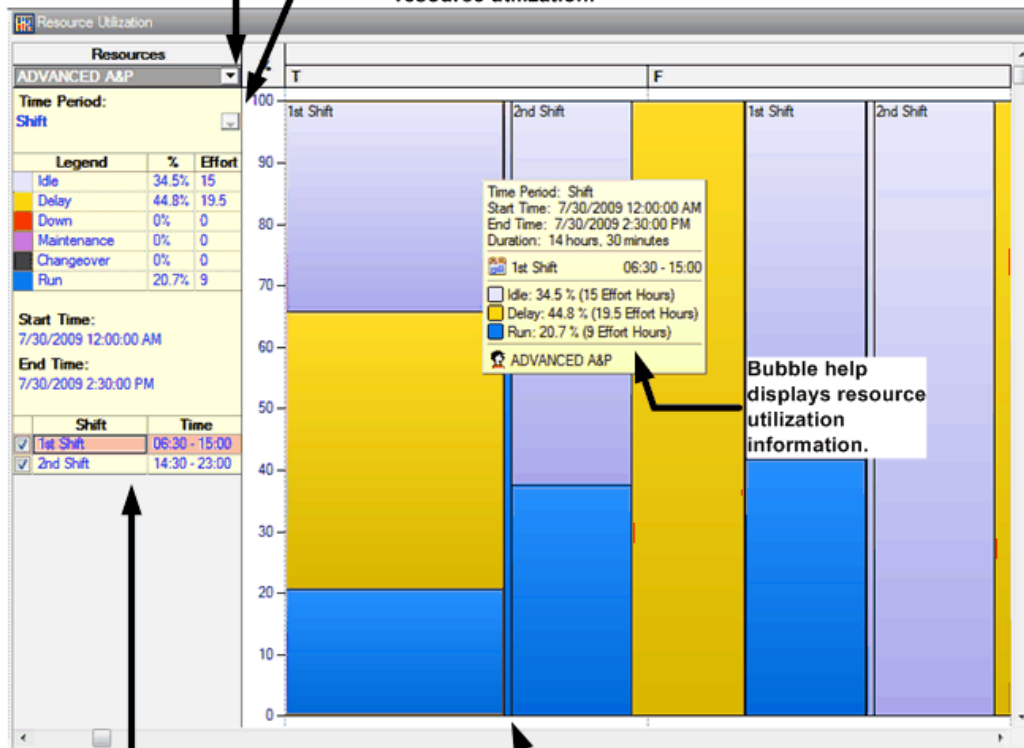 resource utilization.
Resource Utilization
Resources
ADVANCED A&P
Time Period:
Shift
Legend % Effort
Idle 34.5% 15
Delay 44.8% 19.5
Down 0% 0
Maintenance 0% 0
Changeover 0% 0
Run 20.7% 9
Start Time:
7/30/2009 12:00:00 AM
End Time:
7/30/2009 2:30:00 PM
Shift Time
1st Shift 06:30 - 15:00
2nd Shift 14:30 - 23:00
T F
100
90
80
70
60
50
40
30
20
10
0
1st Shift 2nd Shift 1st Shift 2nd Shift
Time Period: Shift
Start Time: 7/30/2009 12:00:00 AM
End Time: 7/30/2009 2:30:00 PM
Duration: 14 hours, 30 minutes
1st Shift 06:30 - 15:00
Idle: 34.5 % (15 Effort Hours)
Delay: 44.8 % (19.5 Effort Hours)
Run: 20.7 % (9 Effort Hours)
ADVANCED A&P
Bubble help
displays resource
utilization
information.